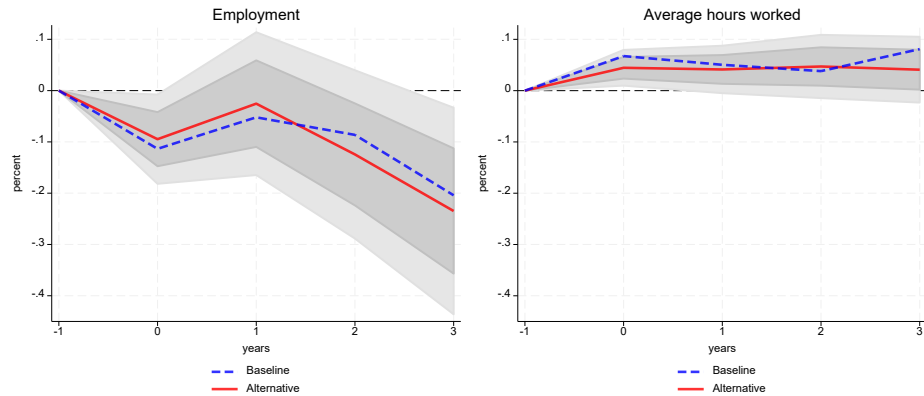 Employment
.1
0
-.1
-.2
-.3
-.4
percent
-1 0 1 2 3
years
Baseline
Alternative
Average hours worked
.1
0
-.1
-.2
-.3
-.4
percent
-1 0 1 2 3
years
Baseline
Alternative